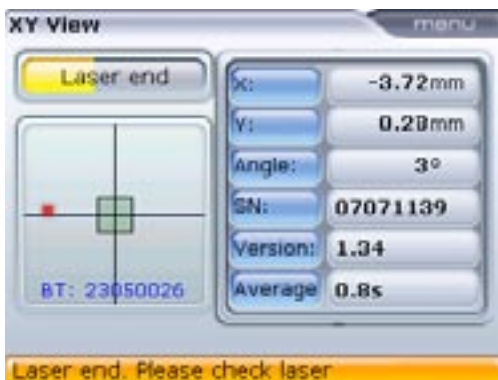 XY View
menu
Laser end
X: -3.72mm
Y: 0.28mm
Angle: 3°
SN: 07071139
Version: 1.34
Average 0.8s
BT: 23050026
Laser end. Please check laser